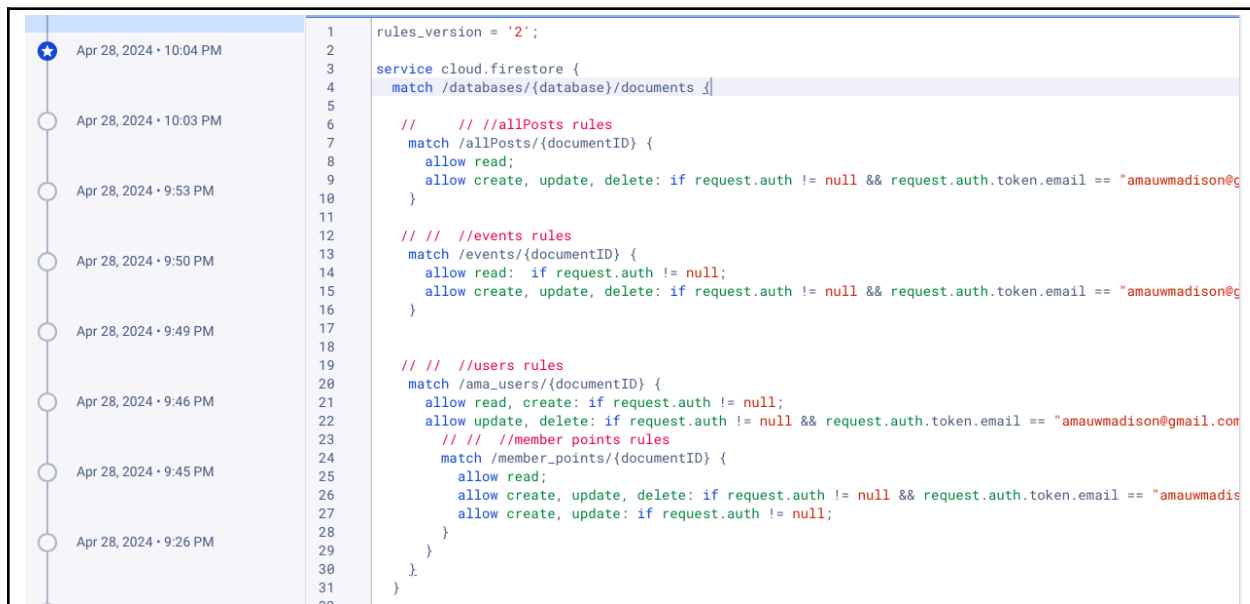 Apr 28, 2024 • 10:04 PM
Apr 28, 2024 • 10:03 PM
Apr 28, 2024 • 9:53 PM
Apr 28, 2024 • 9:50 PM
Apr 28, 2024 • 9:49 PM
Apr 28, 2024 • 9:46 PM
Apr 28, 2024 • 9:45 PM
Apr 28, 2024 • 9:26 PM
1 rules_version = '2';
2
3 service cloud.firestore {
4 match /databases/{database}/documents {
5
6 // // //allPosts rules
7 match /allPosts/{documentID} {
8 allow read;
9 allow create, update, delete: if request.auth != null && request.auth.token.email == "amauwmadison@g
10 }
11
12 // // //events rules
13 match /events/{documentID} {
14 allow read: if request.auth != null;
15 allow create, update, delete: if request.auth != null && request.auth.token.email == "amauwmadison@g
16 }
17
18
19 // // //users rules
20 match /ama_users/{documentID} {
21 allow read, create: if request.auth != null;
22 allow update, delete: if request.auth != null && request.auth.token.email == "amauwmadison@gmail.com
23 // // //member points rules
24 match /member_points/{documentID} {
25 allow read;
26 allow create, update, delete: if request.auth != null && request.auth.token.email == "amauwmadis
27 allow create, update: if request.auth != null;
28 }
29 }
30 }
31 }